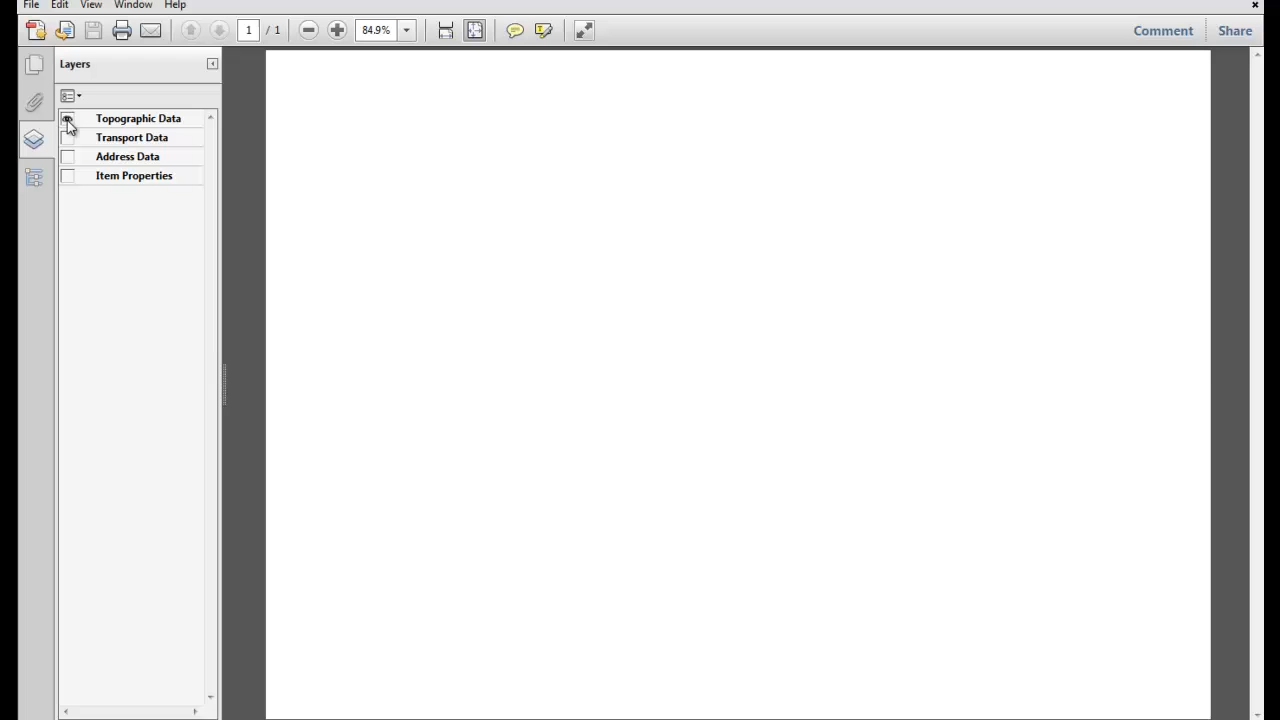 File Edit View Window Help
1 / 1 84.9% Comment Share
Layers
Topographic Data
Transport Data
Address Data
Item Properties